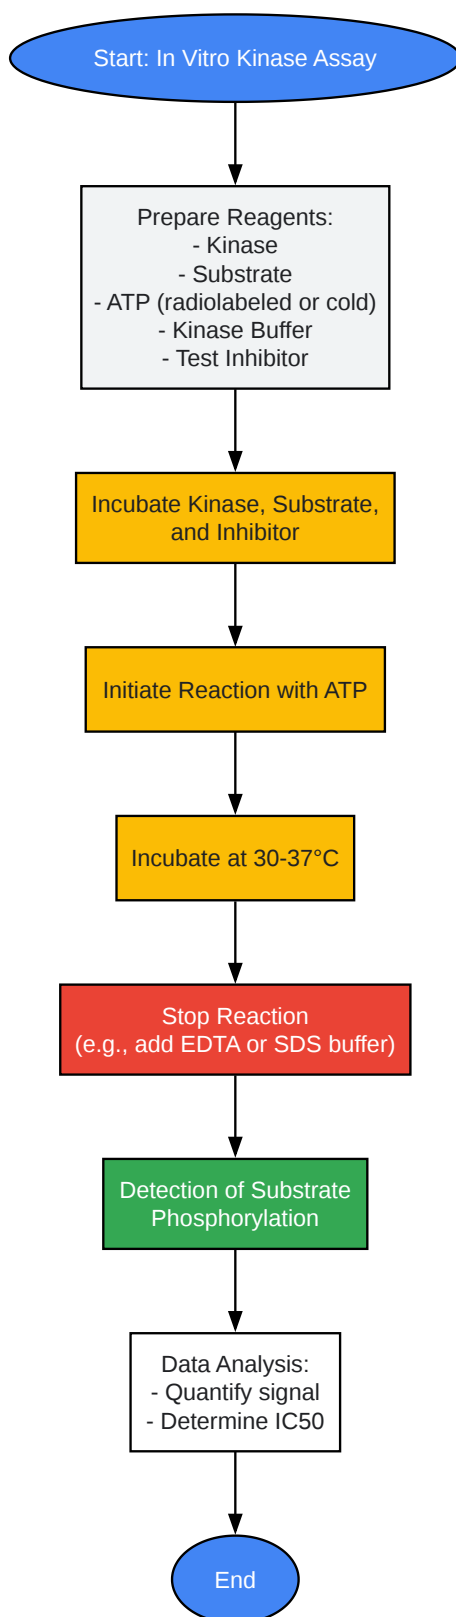 Start: In Vitro Kinase Assay
Prepare Reagents:
- Kinase
- Substrate
- ATP (radiolabeled or cold)
- Kinase Buffer
- Test Inhibitor
Incubate Kinase, Substrate,
and Inhibitor
Initiate Reaction with ATP
Incubate at 30-37°C
Stop Reaction
(e.g., add EDTA or SDS buffer)
Detection of Substrate
Phosphorylation
Data Analysis:
- Quantify signal
- Determine IC50
End